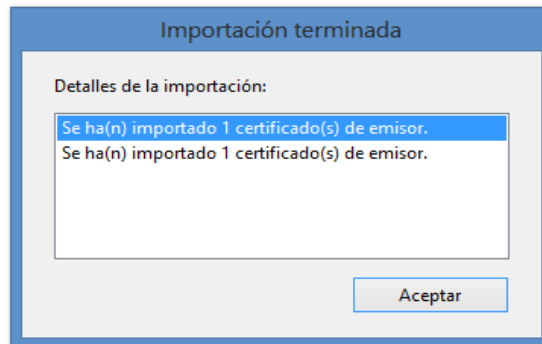 Importación terminada
Detalles de la importación:
Se ha(n) importado 1 certificado(s) de emisor.
Se ha(n) importado 1 certificado(s) de emisor.
Aceptar